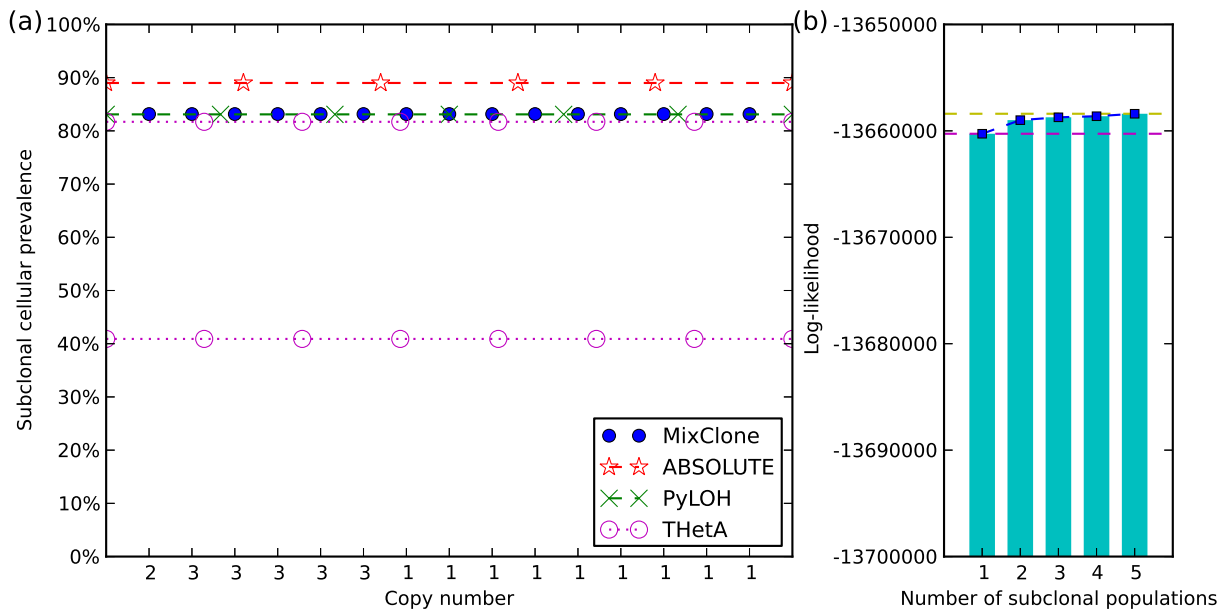 (a)
100%
90%
80%
70%
60%
50%
40%
30%
20%
10%
0%
Subclonal cellular prevalence
2 3 3 3 3 3 1 1 1 1 1 1 1 1 1
Copy number
MixClone
ABSOLUTE
PyLOH
THetA
(b)
-13650000
-13660000
-13670000
-13680000
-13690000
-13700000
Log-likelihood
1 2 3 4 5
Number of subclonal populations